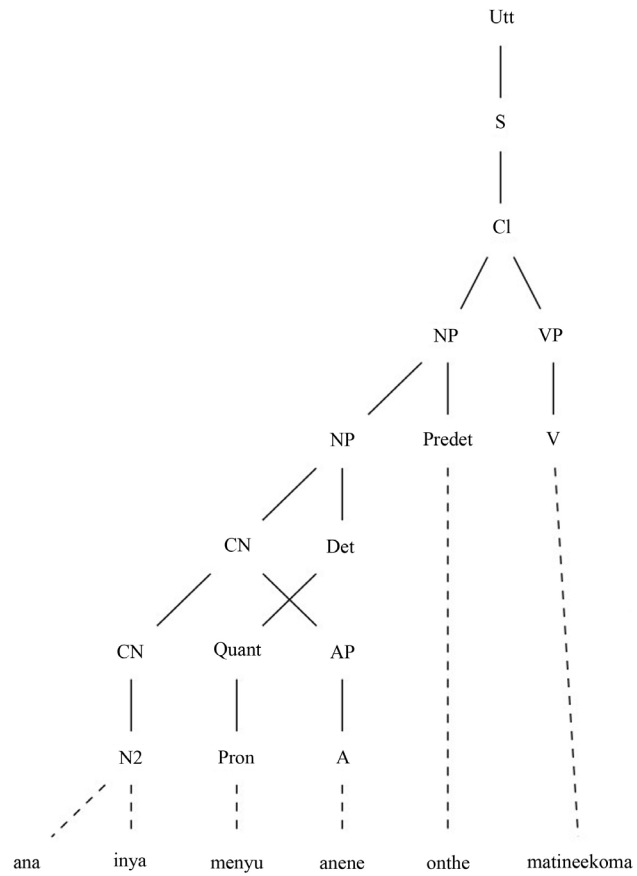 Utt
S
Cl
NP VP
NP Predet V
CN Det
CN Quant AP
N2 Pron A
ana inya menyu anene onthe matineekoma